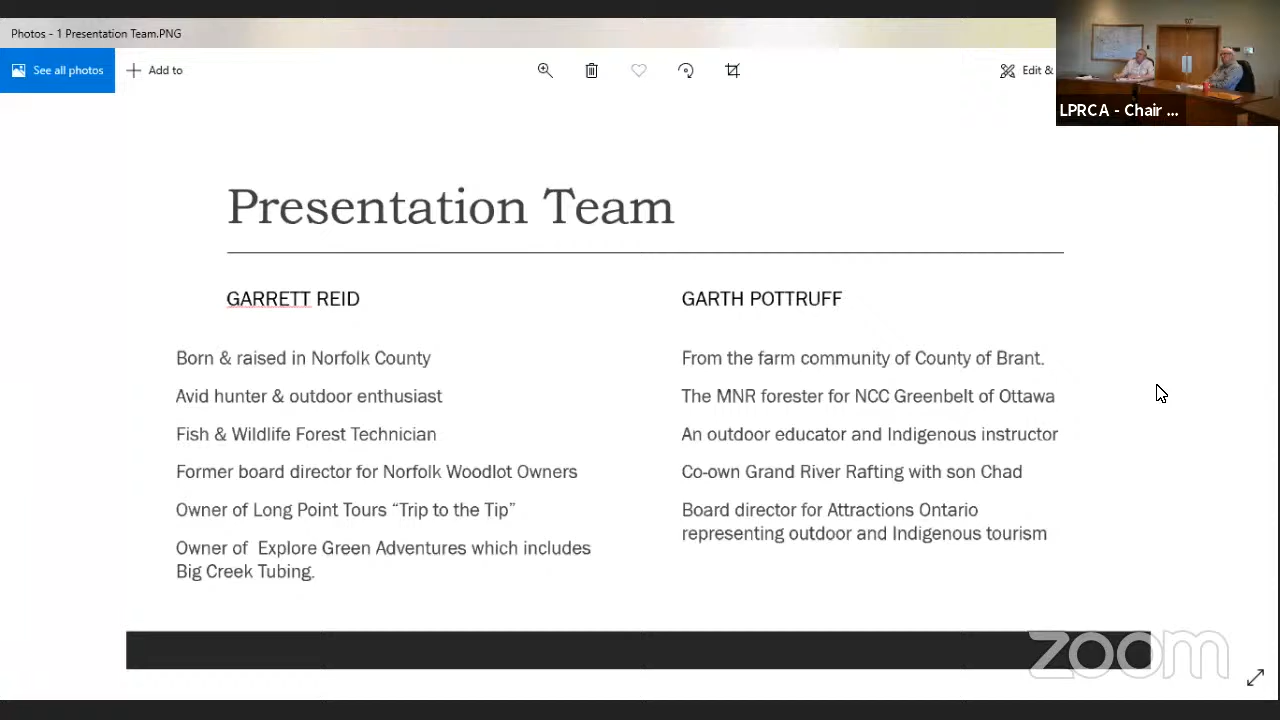 Photos - 1 Presentation Team.PNG
See all photos
Add to
Edit &
LPRCA - Chair ...
Presentation Team
GARRETT REID
Born & raised in Norfolk County
Avid hunter & outdoor enthusiast
Fish & Wildlife Forest Technician
Former board director for Norfolk Woodlot Owners
Owner of Long Point Tours “Trip to the Tip”
Owner of  Explore Green Adventures which includes
Big Creek Tubing.
GARTH POTTRUFF
From the farm community of County of Brant.
The MNR forester for NCC Greenbelt of Ottawa
An outdoor educator and Indigenous instructor
Co-own Grand River Rafting with son Chad
Board director for Attractions Ontario
representing outdoor and Indigenous tourism
zoom